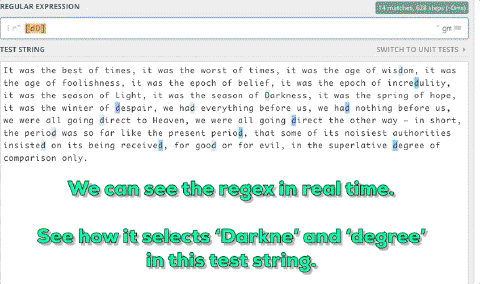 REGULAR EXPRESSION
14 matches, 628 steps (~0ms)
[dD]
gm
TEST STRING
SWITCH TO UNIT TESTS
It was the best of times, it was the worst of times, it was the age of wisdom, it was
the age of foolishness, it was the epoch of belief, it was the epoch of incredulity,
it was the season of Light, it was the season of Darkness, it was the spring of hope,
it was the winter of despair, we had everything before us, we had nothing before us,
we were all going direct to Heaven, we were all going direct the other way – in short,
the period was so far like the present period, that some of its noisiest authorities
insisted on its being received, for good or for evil, in the superlative degree of
comparison only.
We can see the regex in real time.
See how it selects ‘Darkne’ and ‘degree’
in this test string.